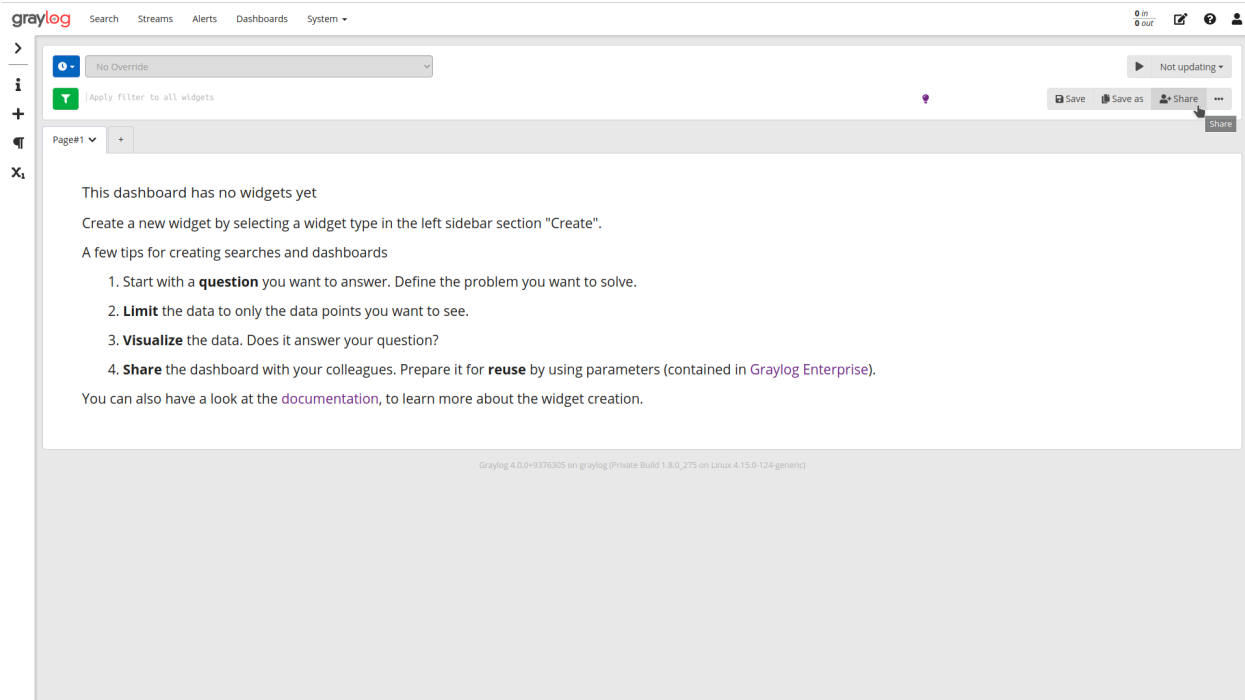 graylog Search Streams Alerts Dashboards System 0 in
0 out
No Override Not updating
Apply filter to all widgets Save Save as Share •••
Share
Page#1 +
X1
This dashboard has no widgets yet
Create a new widget by selecting a widget type in the left sidebar section "Create".
A few tips for creating searches and dashboards
1. Start with a question you want to answer. Define the problem you want to solve.
2. Limit the data to only the data points you want to see.
3. Visualize the data. Does it answer your question?
4. Share the dashboard with your colleagues. Prepare it for reuse by using parameters (contained in Graylog Enterprise).
You can also have a look at the documentation, to learn more about the widget creation.
Graylog 4.0.0+9376305 on graylog (Private Build 1.8.0_275 on Linux 4.15.0-124-generic)